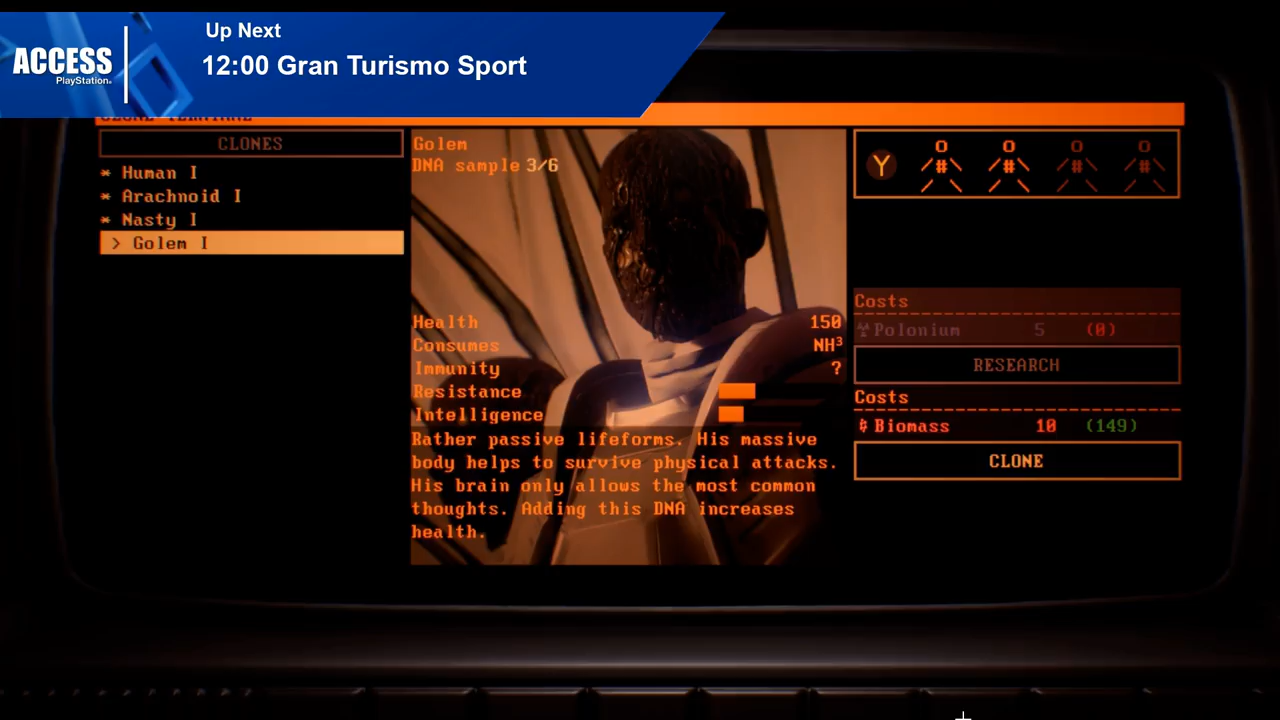 Up Next
ACCESS
PlayStation
12:00 Gran Turismo Sport
CLONES
* Human I
* Arachnoid I
* Nasty I
> Golem I
Golem
DNA sample 3/6
Health 150
Consumes NH³
Immunity ?
Resistance
Intelligence
Rather passive lifeforms. His massive
body helps to survive physical attacks.
His brain only allows the most common
thoughts. Adding this DNA increases
health.
Y
Costs
Polonium 5 (0)
RESEARCH
Costs
Biomass 10 (149)
CLONE